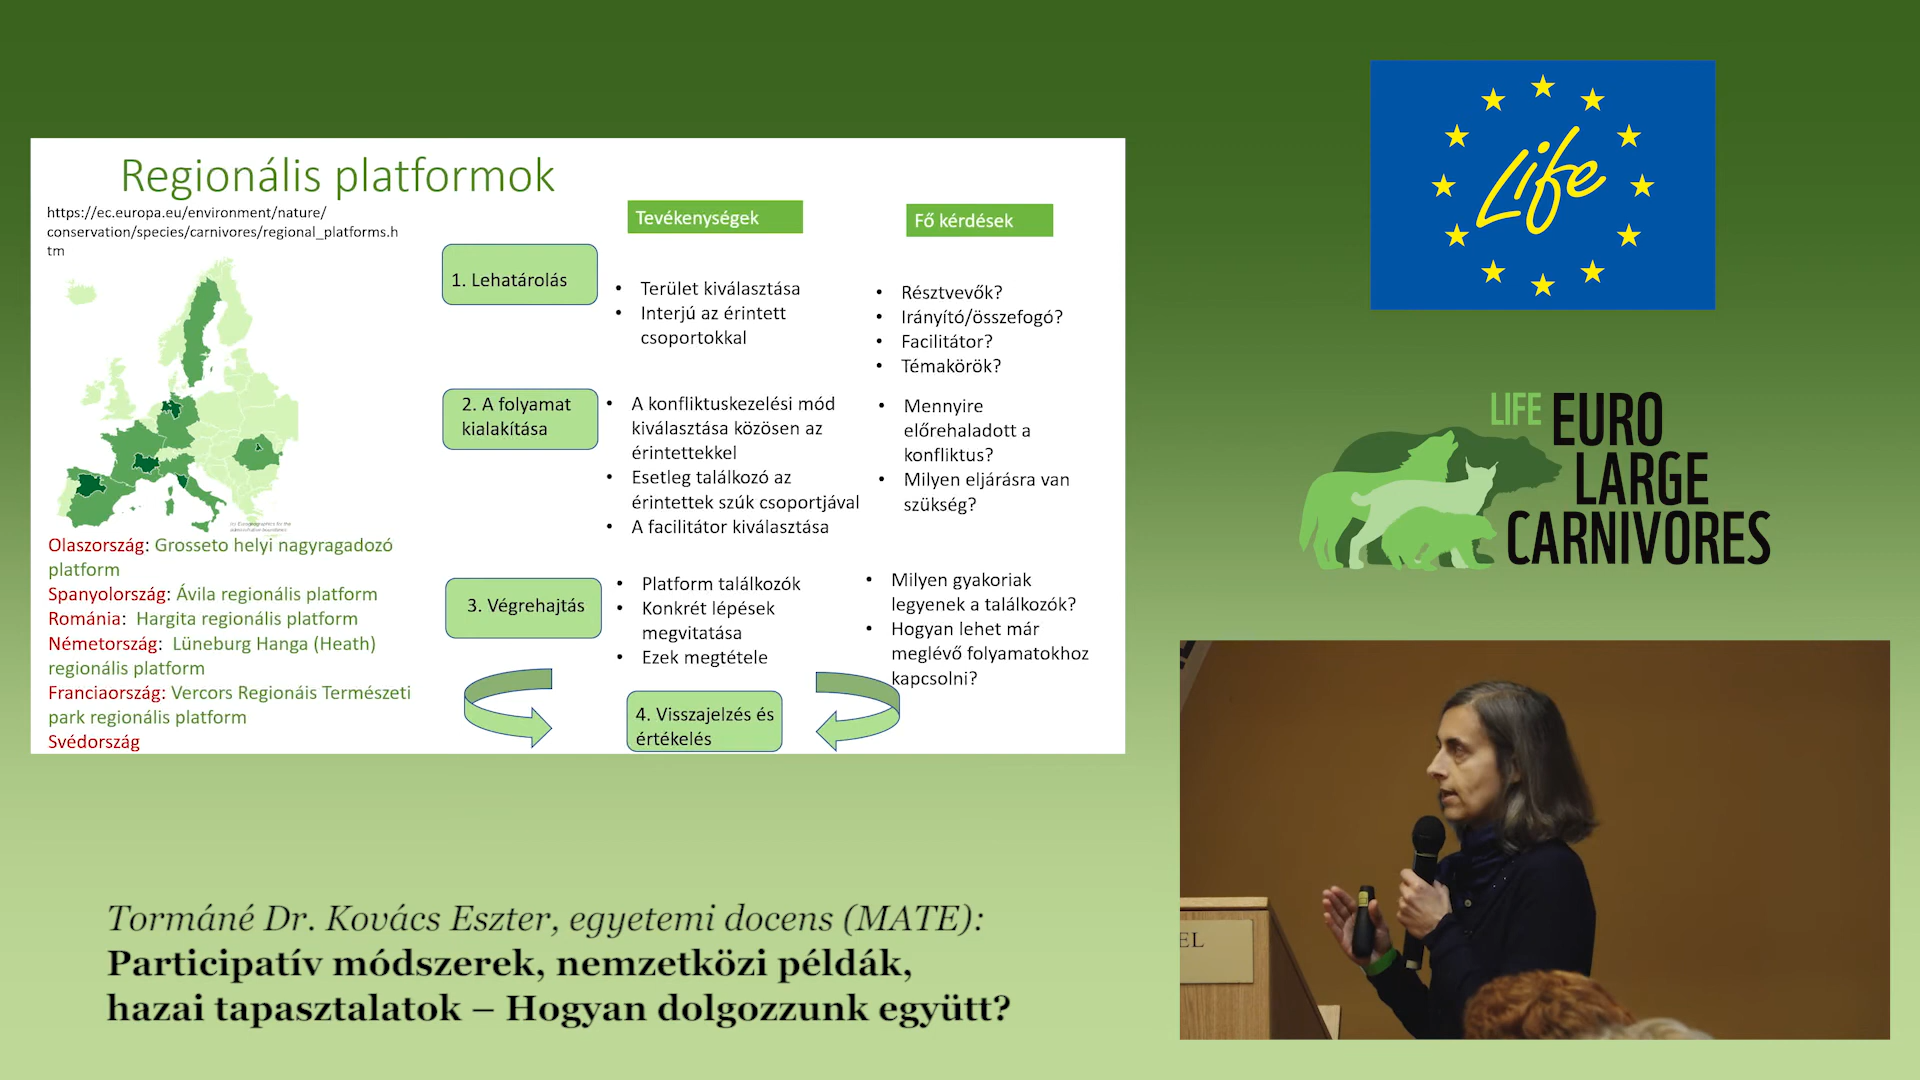 Regionális platformok
https://ec.europa.eu/environment/nature/
conservation/species/carnivores/regional_platforms.h
tm
Olaszország: Grosseto helyi nagyragadozó
platform
Spanyolország: Ávila regionális platform
Románia: Hargita regionális platform
Németország: Lüneburg Hanga (Heath)
regionális platform
Franciaország: Vercors Regionáis Természeti
park regionális platform
Svédország
Tevékenységek
Fő kérdések
1. Lehatárolás
• Terület kiválasztása
• Interjú az érintett
csoportokkal
• Résztvevők?
• Irányító/összefogó?
• Facilitátor?
• Témakörök?
2. A folyamat
kialakítása
• A konfliktuskezelési mód
kiválasztása közösen az
érintettekkel
• Esetleg találkozó az
érintettek szúk csoportjával
• A facilitátor kiválasztása
• Mennyire
előrehaladott a
konfliktus?
• Milyen eljárásra van
szükség?
3. Végrehajtás
• Platform találkozók
• Konkrét lépések
megvitatása
• Ezek megtétele
• Milyen gyakoriak
legyenek a találkozók?
• Hogyan lehet már
meglévő folyamatokhoz
kapcsolni?
4. Visszajelzés és
értékelés
Life
LIFE EURO
LARGE
CARNIVORES
EL
Tormáné Dr. Kovács Eszter, egyetemi docens (MATE):
Participatív módszerek, nemzetközi példák,
hazai tapasztalatok – Hogyan dolgozzunk együtt?